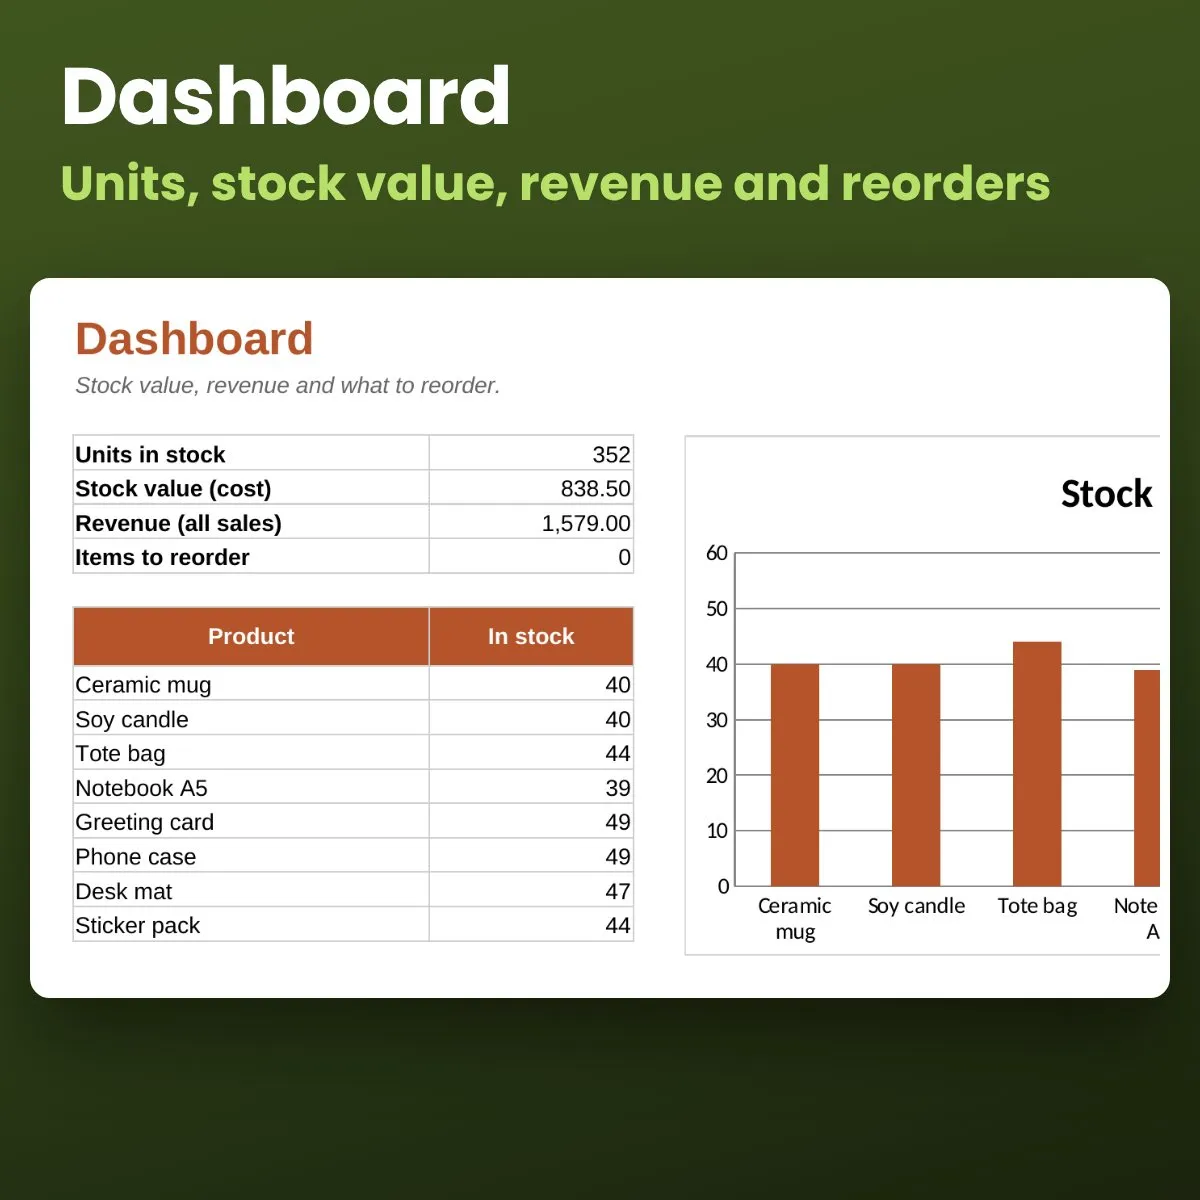 Dashboard
Units, stock value, revenue and reorders
Dashboard
Stock value, revenue and what to reorder.
Units in stock 352
Stock value (cost) 838.50
Revenue (all sales) 1,579.00
Items to reorder 0
Product In stock
Ceramic mug 40
Soy candle 40
Tote bag 44
Notebook A5 39
Greeting card 49
Phone case 49
Desk mat 47
Sticker pack 44
Stock
60
50
40
30
20
10
0
Ceramic mug
Soy candle
Tote bag
Note
A